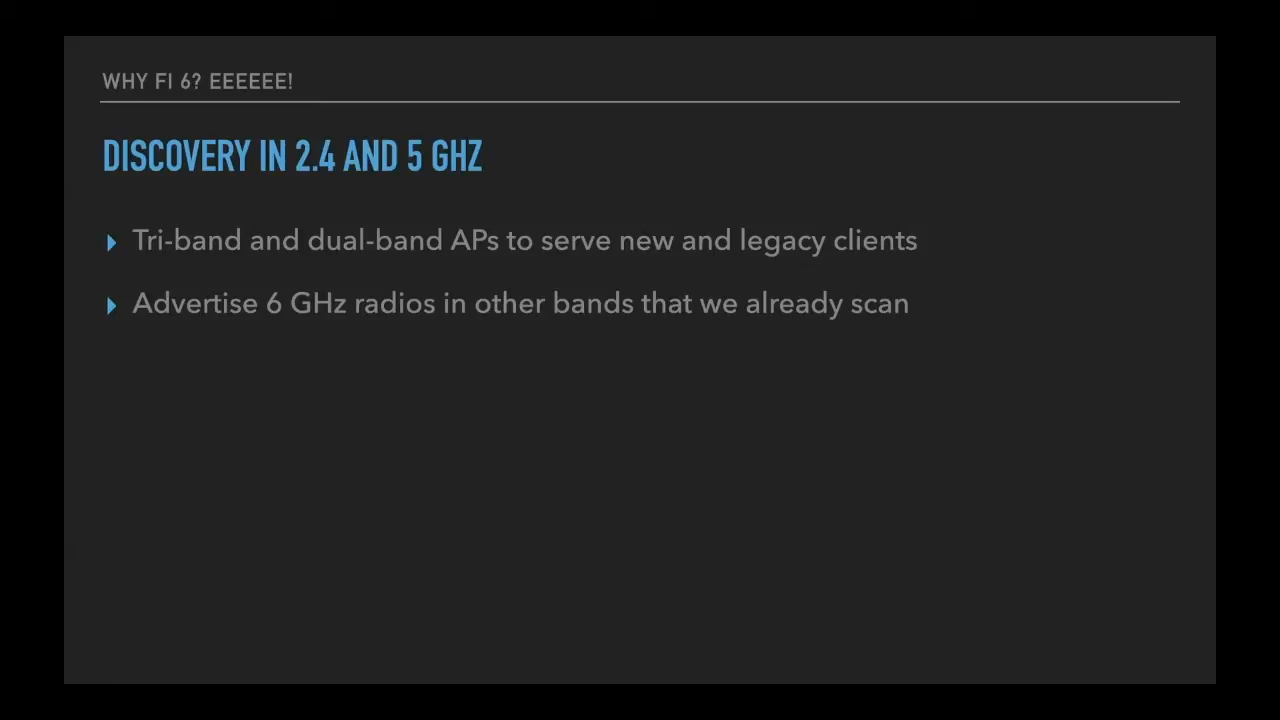 WHY FI 6? EEEEEE!
DISCOVERY IN 2.4 AND 5 GHZ
Tri-band and dual-band APs to serve new and legacy clients
Advertise 6 GHz radios in other bands that we already scan